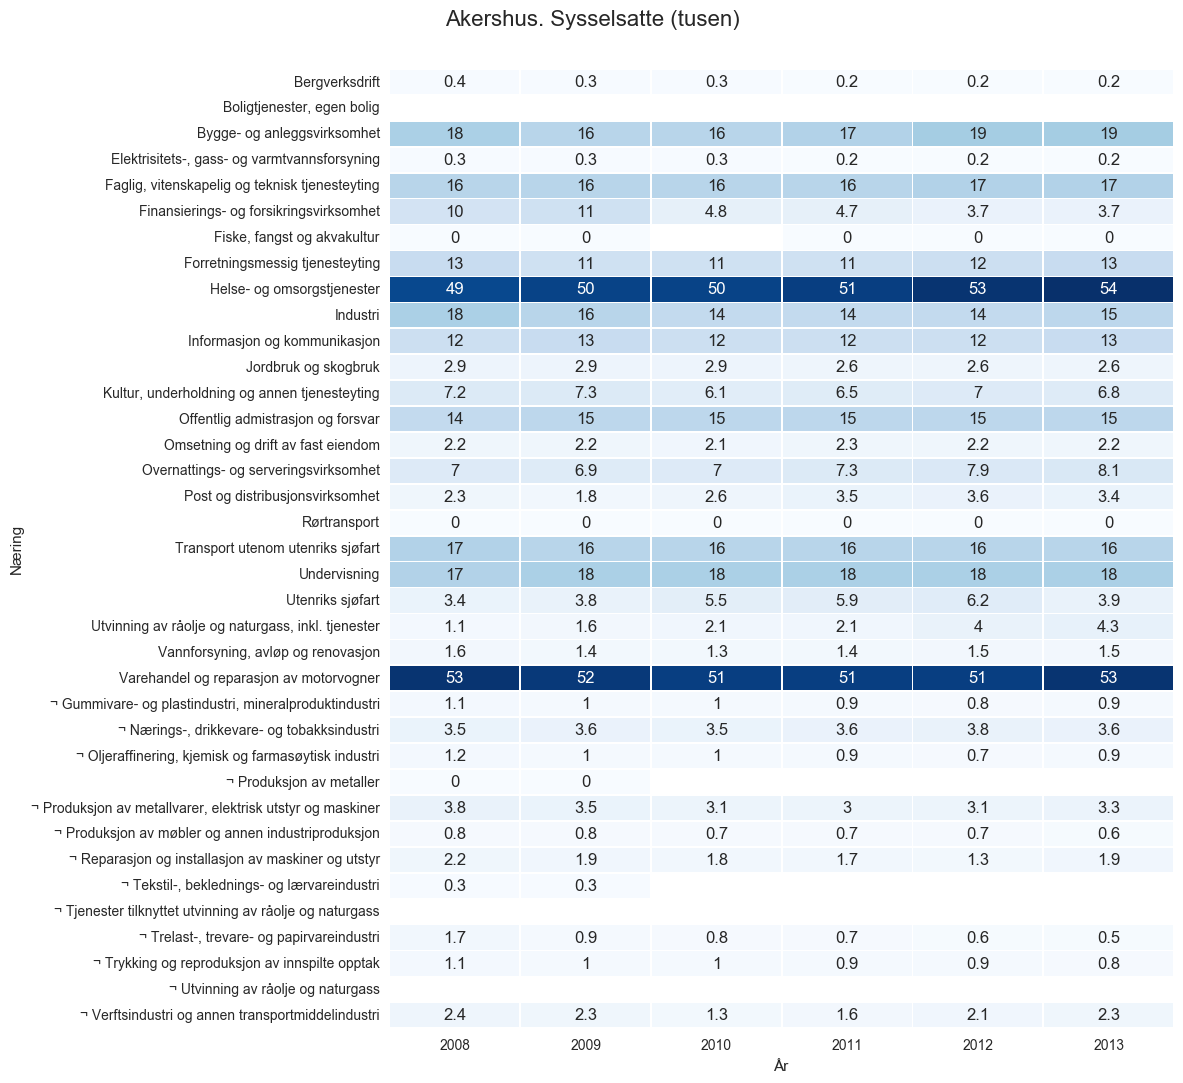 Akershus. Sysselsatte (tusen)
Bergverksdrift 0.4 0.3 0.3 0.2 0.2 0.2
Boligtjenester, egen bolig
Bygge- og anleggsvirksomhet 18 16 16 17 19 19
Elektrisitets-, gass- og varmtvannsforsyning 0.3 0.3 0.3 0.2 0.2 0.2
Faglig, vitenskapelig og teknisk tjenesteyting 16 16 16 16 17 17
Finansierings- og forsikringsvirksomhet 10 11 4.8 4.7 3.7 3.7
Fiske, fangst og akvakultur 0 0 0 0 0
Forretningsmessig tjenesteyting 13 11 11 11 12 13
Helse- og omsorgstjenester 49 50 50 51 53 54
Industri 18 16 14 14 14 15
Informasjon og kommunikasjon 12 13 12 12 12 13
Jordbruk og skogbruk 2.9 2.9 2.9 2.6 2.6 2.6
Kultur, underholdning og annen tjenesteyting 7.2 7.3 6.1 6.5 7 6.8
Offentlig admistrasjon og forsvar 14 15 15 15 15 15
Omsetning og drift av fast eiendom 2.2 2.2 2.1 2.3 2.2 2.2
Overnattings- og serveringsvirksomhet 7 6.9 7 7.3 7.9 8.1
Post og distribusjonsvirksomhet 2.3 1.8 2.6 3.5 3.6 3.4
Rørtransport 0 0 0 0 0 0
Transport utenom utenriks sjøfart 17 16 16 16 16 16
Undervisning 17 18 18 18 18 18
Utenriks sjøfart 3.4 3.8 5.5 5.9 6.2 3.9
Utvinning av råolje og naturgass, inkl. tjenester 1.1 1.6 2.1 2.1 4 4.3
Vannforsyning, avløp og renovasjon 1.6 1.4 1.3 1.4 1.5 1.5
Varehandel og reparasjon av motorvogner 53 52 51 51 51 53
¬ Gummivare- og plastindustri, mineralproduktindustri 1.1 1 1 0.9 0.8 0.9
¬ Nærings-, drikkevare- og tobakksindustri 3.5 3.6 3.5 3.6 3.8 3.6
¬ Oljeraffinering, kjemisk og farmasøytisk industri 1.2 1 1 0.9 0.7 0.9
¬ Produksjon av metaller 0 0
¬ Produksjon av metallvarer, elektrisk utstyr og maskiner 3.8 3.5 3.1 3 3.1 3.3
¬ Produksjon av møbler og annen industriproduksjon 0.8 0.8 0.7 0.7 0.7 0.6
¬ Reparasjon og installasjon av maskiner og utstyr 2.2 1.9 1.8 1.7 1.3 1.9
¬ Tekstil-, beklednings- og lærvareindustri 0.3 0.3
¬ Tjenester tilknyttet utvinning av råolje og naturgass
¬ Trelast-, trevare- og papirvareindustri 1.7 0.9 0.8 0.7 0.6 0.5
¬ Trykking og reproduksjon av innspilte opptak 1.1 1 1 0.9 0.9 0.8
¬ Utvinning av råolje og naturgass
¬ Verftsindustri og annen transportmiddelindustri 2.4 2.3 1.3 1.6 2.1 2.3
2008 2009 2010 2011 2012 2013
År
Næring